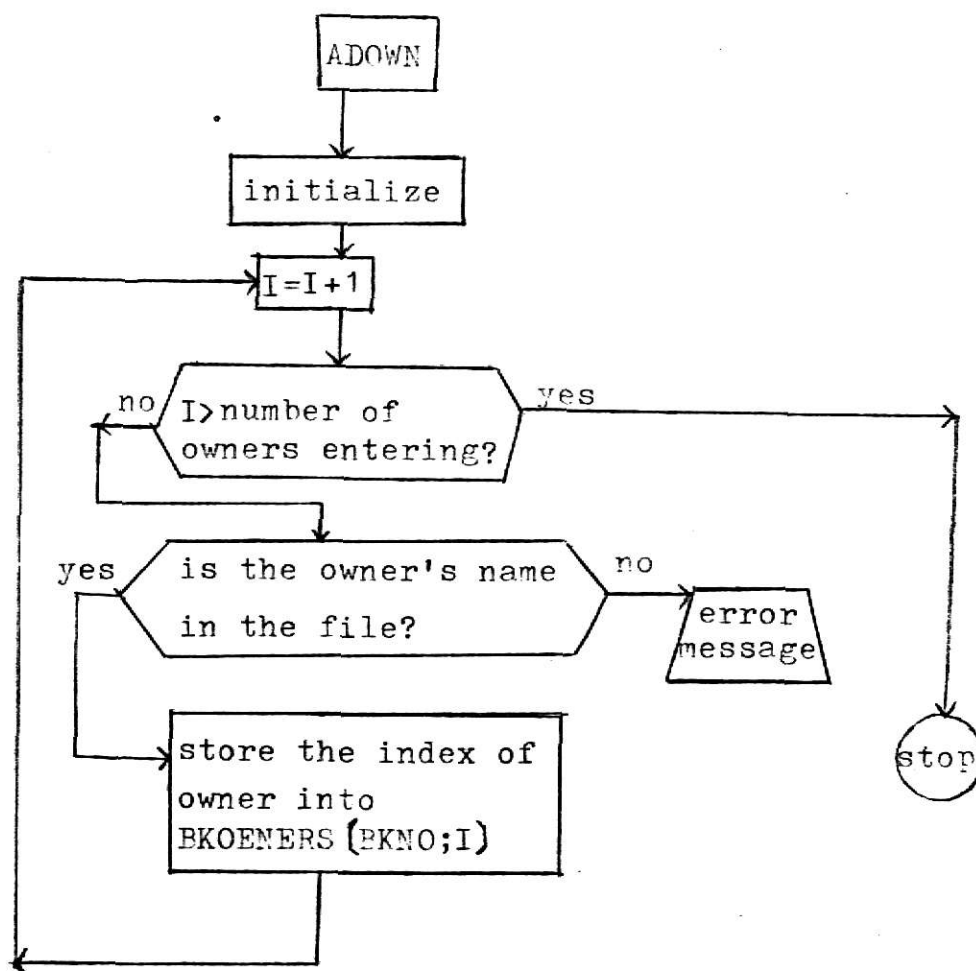 ADOWN
initialize
I=I+1
no
I>number of
owners entering?
yes
yes
is the owner's name
in the file?
no
error
message
store the index of
owner into
BKOENERS [BKNO;I)
stop